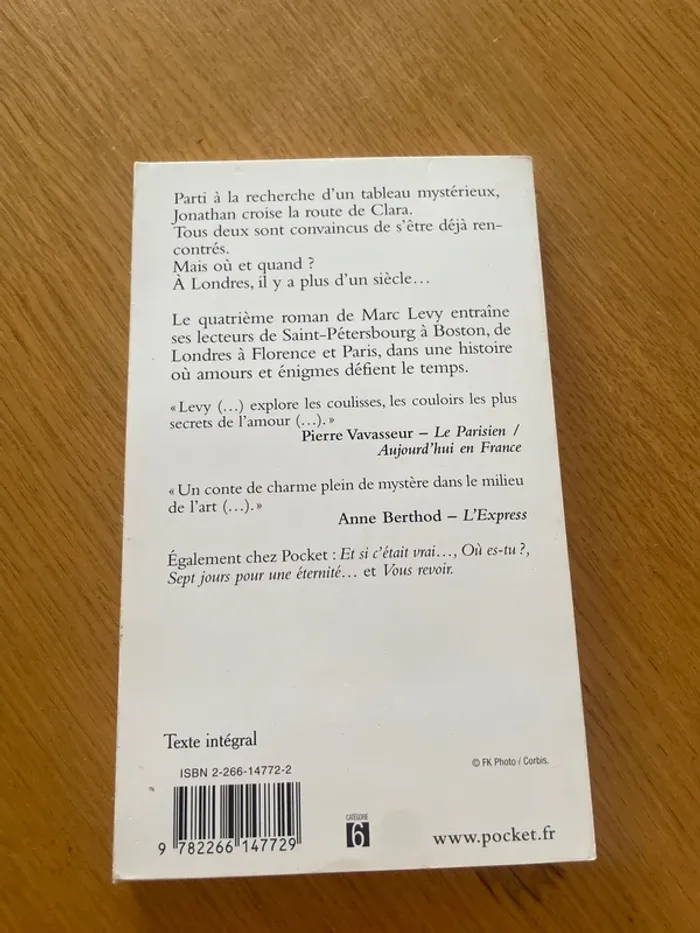 Parti à la recherche d'un tableau mystérieux,
Jonathan croise la route de Clara.
Tous deux sont convaincus de s'être déjà ren-
contrés.
Mais où et quand ?
À Londres, il y a plus d'un siècle…
Le quatrième roman de Marc Levy entraîne
ses lecteurs de Saint-Pétersbourg à Boston, de
Londres à Florence et Paris, dans une histoire
où amours et énigmes défient le temps.
« Levy (…) explore les coulisses, les couloirs les plus
secrets de l'amour (…). »
Pierre Vavasseur – Le Parisien /
Aujourd'hui en France
« Un conte de charme plein de mystère dans le milieu
de l'art (…). »
Anne Berthod – L'Express
Également chez Pocket : Et si c'était vrai…, Où es-tu ?,
Sept jours pour une éternité… et Vous revoir.
Texte intégral
© FK Photo / Corbis.
ISBN 2-266-14772-2
CATÉGORIE
6
www.pocket.fr
9 782266 147729